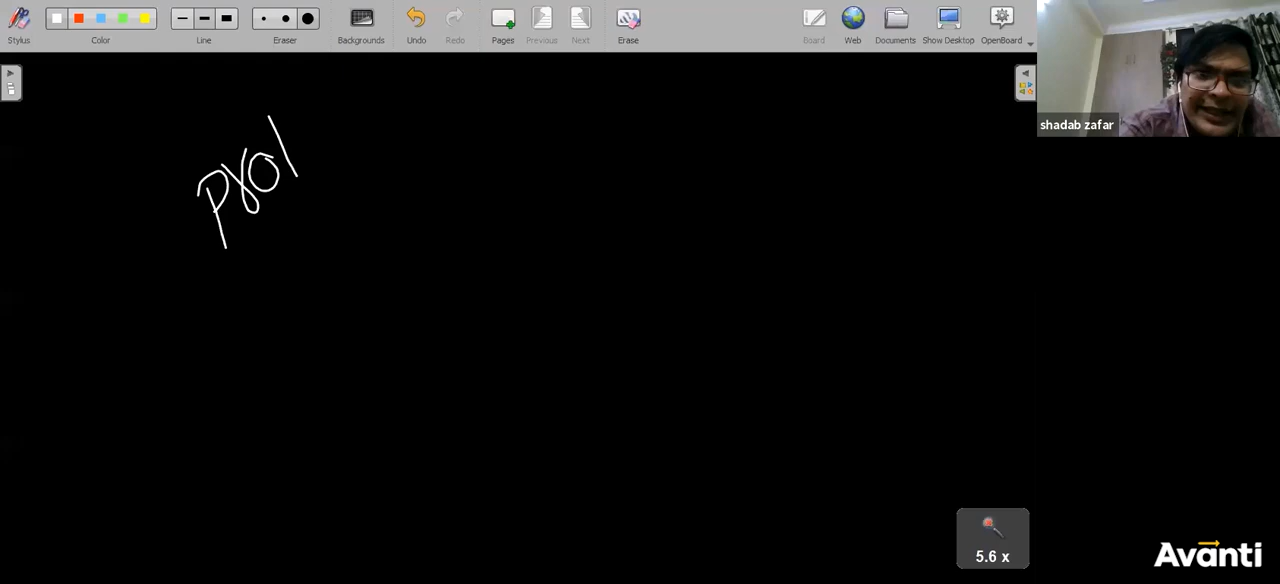 Stylus
Color
Line
Eraser
Backgrounds
Undo
Redo
Pages
Previous
Next
Erase
board
Web
Documents
Show Desktop
OpenBoard
shadab zafar
5.6 x
Avanti